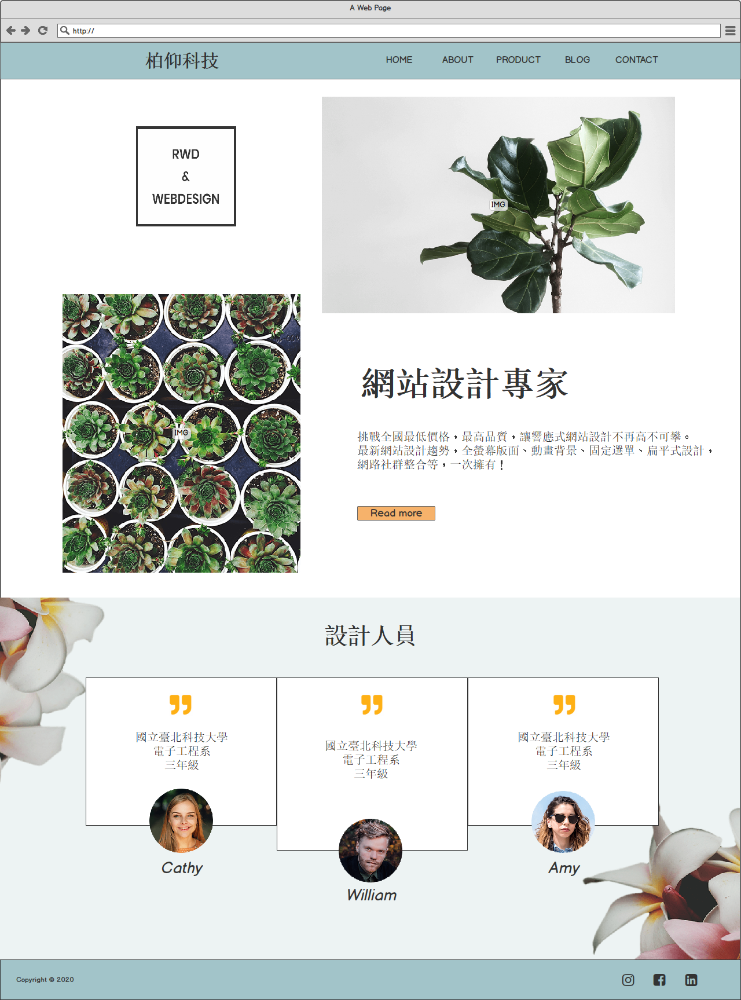 A Web Page
http://
柏仰科技
HOME ABOUT PRODUCT BLOG CONTACT
RWD
&
WEBDESIGN
IMG
IMG
網站設計專家
挑戰全國最低價格，最高品質，讓響應式網站設計不再高不可攀。
最新網站設計趨勢，全螢幕版面、動畫背景、固定選單、扁平式設計，
網路社群整合等，一次擁有！
Read more
設計人員
國立臺北科技大學
電子工程系
三年級
Cathy
國立臺北科技大學
電子工程系
三年級
William
國立臺北科技大學
電子工程系
三年級
Amy
Copyright © 2020